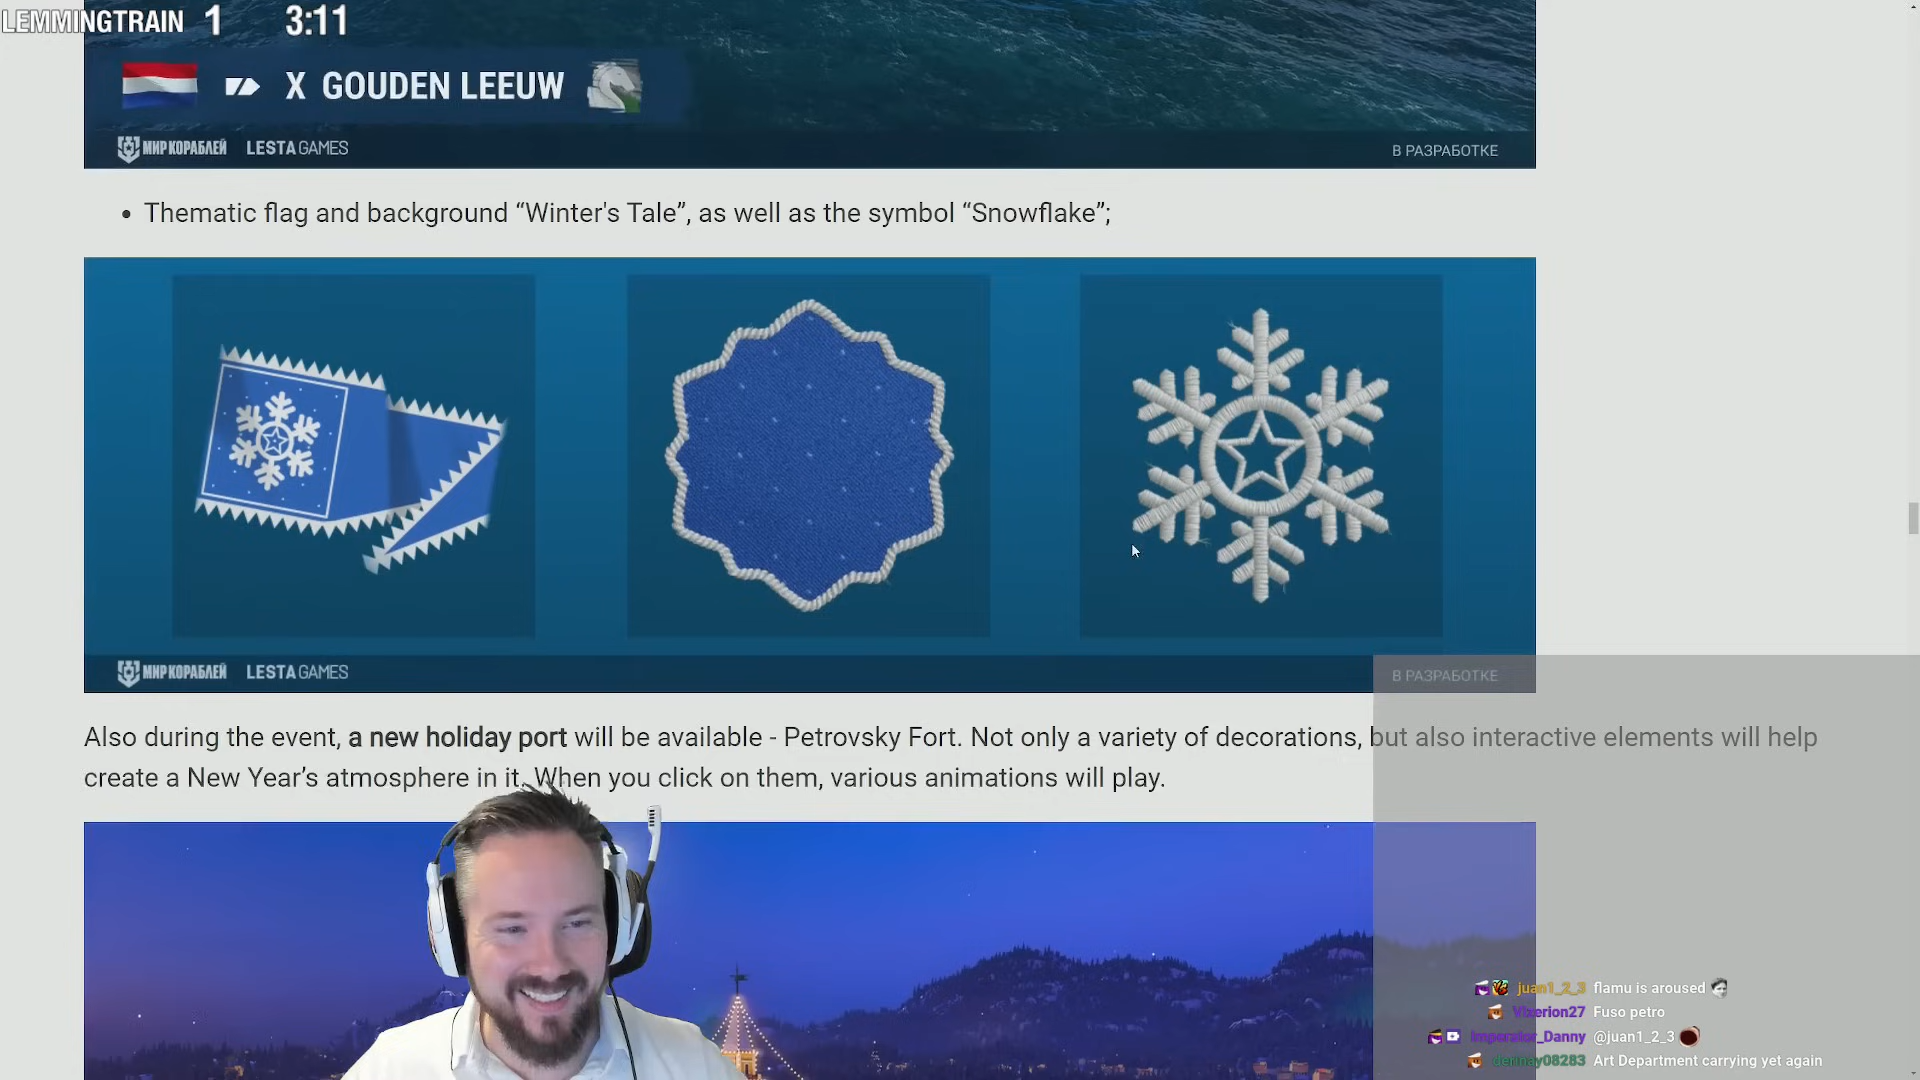 LEMMINGTRAIN 1 3:11
X GOUDEN LEEUW
МИР КОРАБЛЕЙ LESTA GAMES
В РАЗРАБОТКЕ
• Thematic flag and background “Winter's Tale”, as well as the symbol “Snowflake”;
МИР КОРАБЛЕЙ LESTA GAMES
В РАЗРАБОТКЕ
Also during the event, a new holiday port will be available - Petrovsky Fort. Not only a variety of decorations, but also interactive elements will help
create a New Year’s atmosphere in it. When you click on them, various animations will play.
juan1_2_3 flamu is aroused
Vizerion27 Fuso petro
Imperator_Danny @juan1_2_3
Art Department carrying yet again